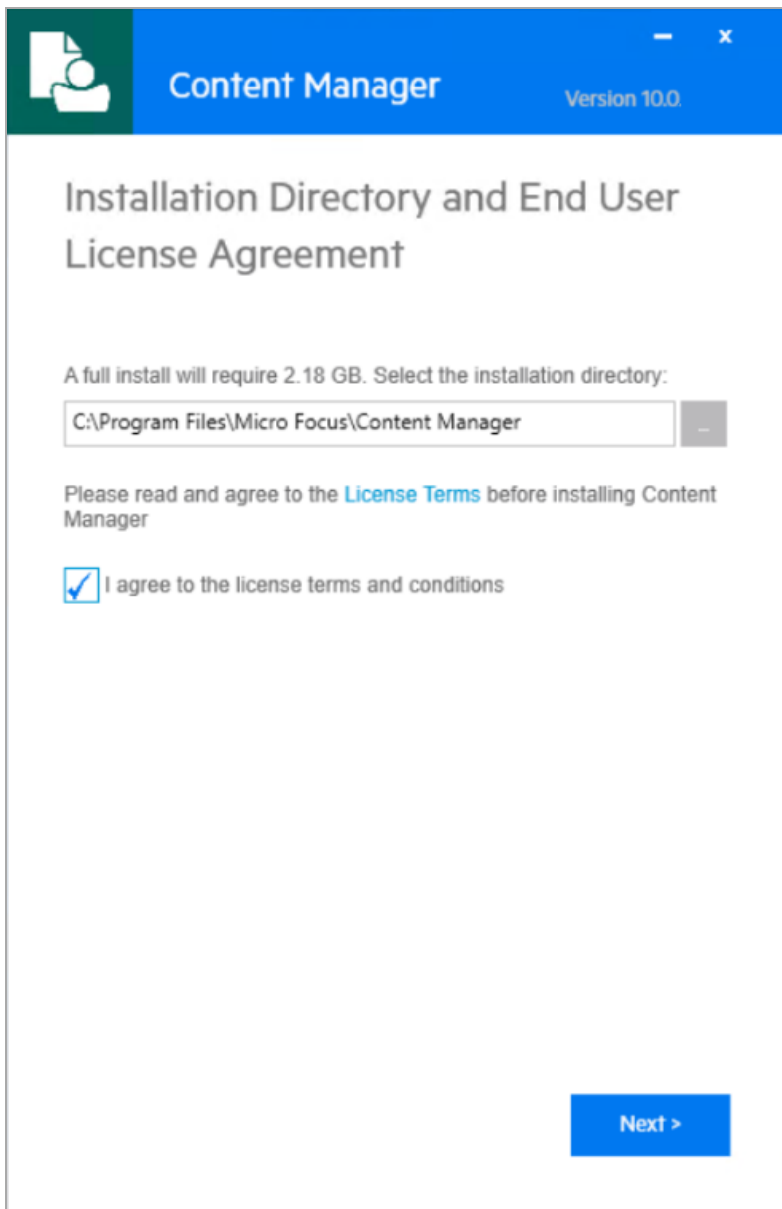 Content Manager
Version 10.0.
Installation Directory and End User
License Agreement
A full install will require 2.18 GB. Select the installation directory:
C:\Program Files\Micro Focus\Content Manager
...
Please read and agree to the License Terms before installing Content
Manager
I agree to the license terms and conditions
Next >